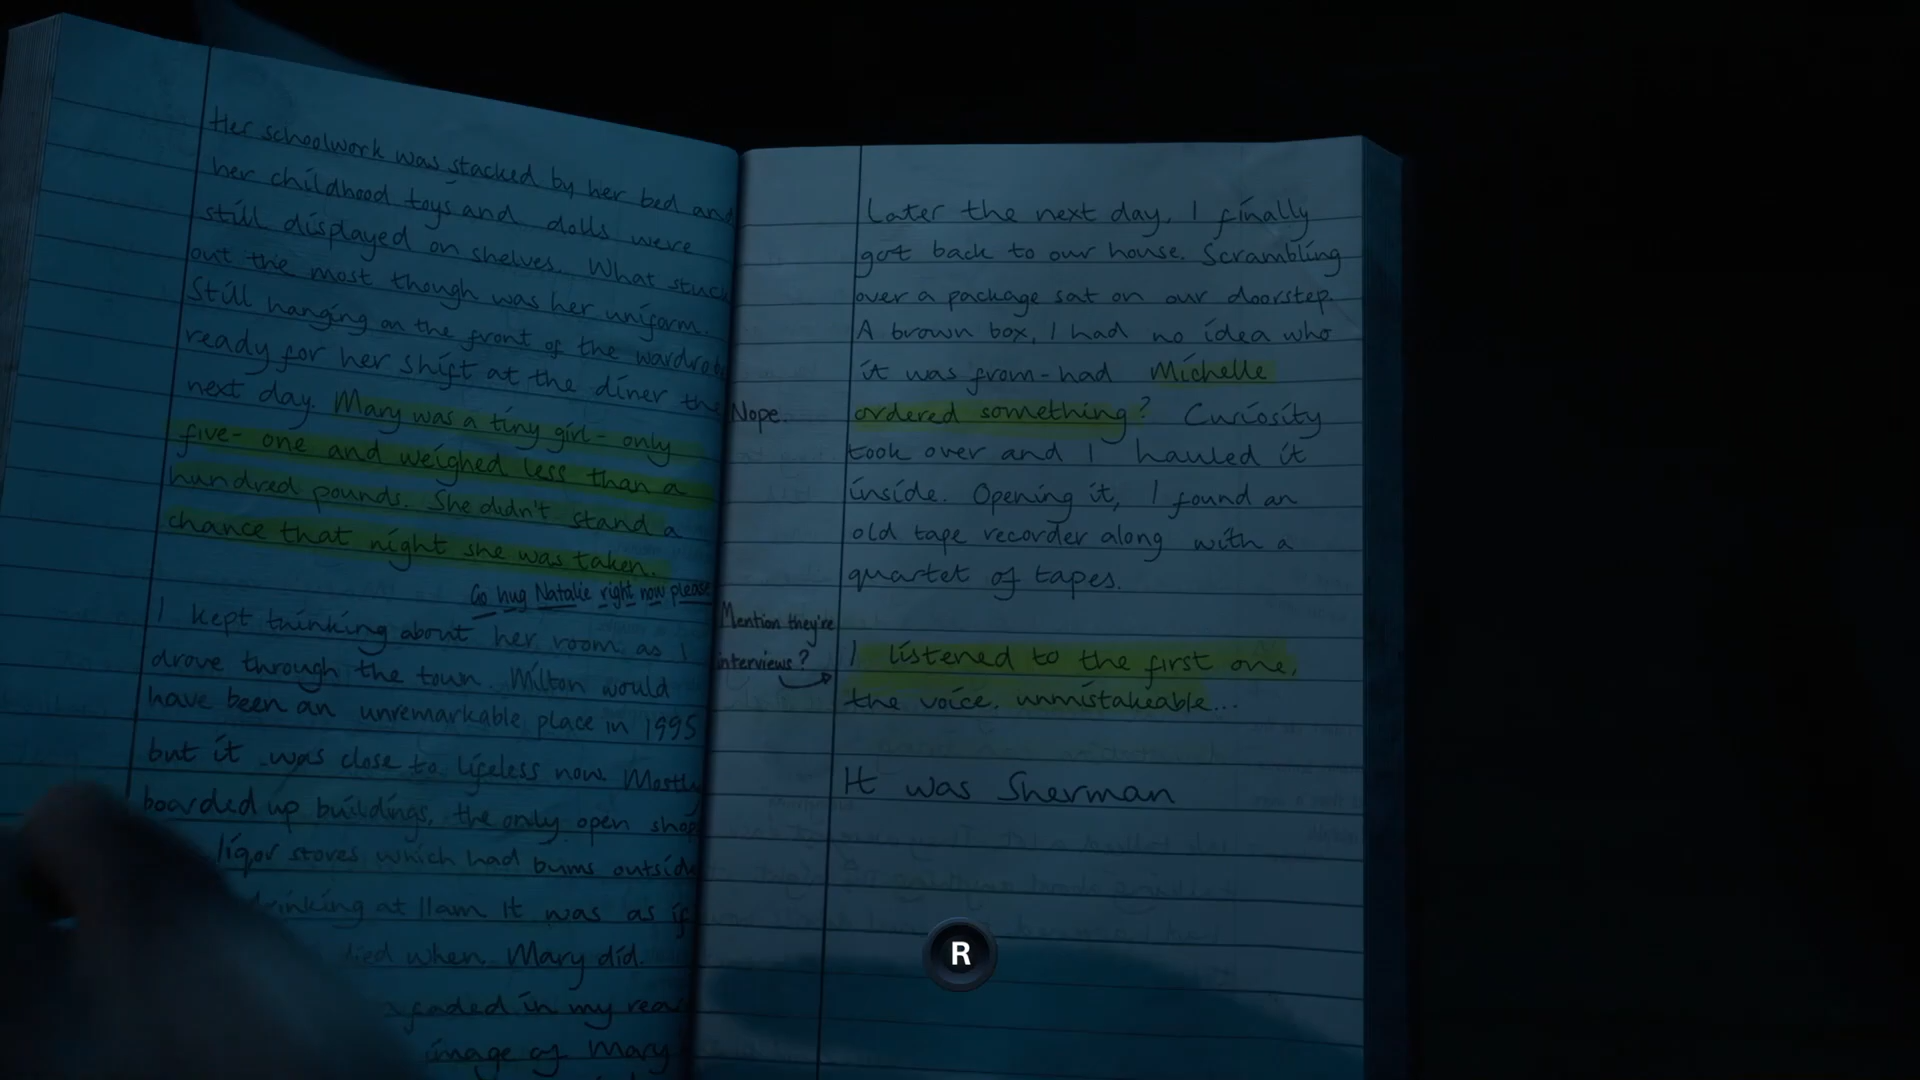 Her schoolwork was stacked by her bed and
her childhood toys and dolls were
still displayed on shelves. What stuck
out the most though was her uniform.
Still hanging on the front of the wardrobe
ready for her shift at the diner the
next day. Mary was a tiny girl - only
five-one and weighed less than a
hundred pounds. She didn't stand a
chance that night she was taken.
Go hug Natalie right now please
I kept thinking about her room as I
drove through the town. Milton would
have been an unremarkable place in 1995
but it was close to lifeless now. Mostly
boarded up buildings, the only open shop
liqor stores which had bums outside
drinking at 11am It was as if
died when Mary did.
faded in my rear
image of Mary
Later the next day, I finally
got back to our house. Scrambling
over a package sat on our doorstep.
A brown box, I had no idea who
it was from - had Michelle
Nope.
ordered something? Curiosity
took over and I hauled it
inside. Opening it, I found an
old tape recorder along with a
quartet of tapes.
Mention they're
interviews?
I listened to the first one,
the voice, unmistakeable...
It was Sherman
R